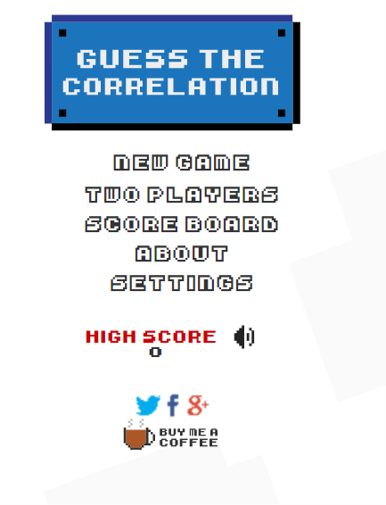 GUESS THE
CORRELATION
NEW GAME
TWO PLAYERS
SCORE BOARD
ABOUT
SETTINGS
HIGH SCORE
0
BUY ME A
COFFEE